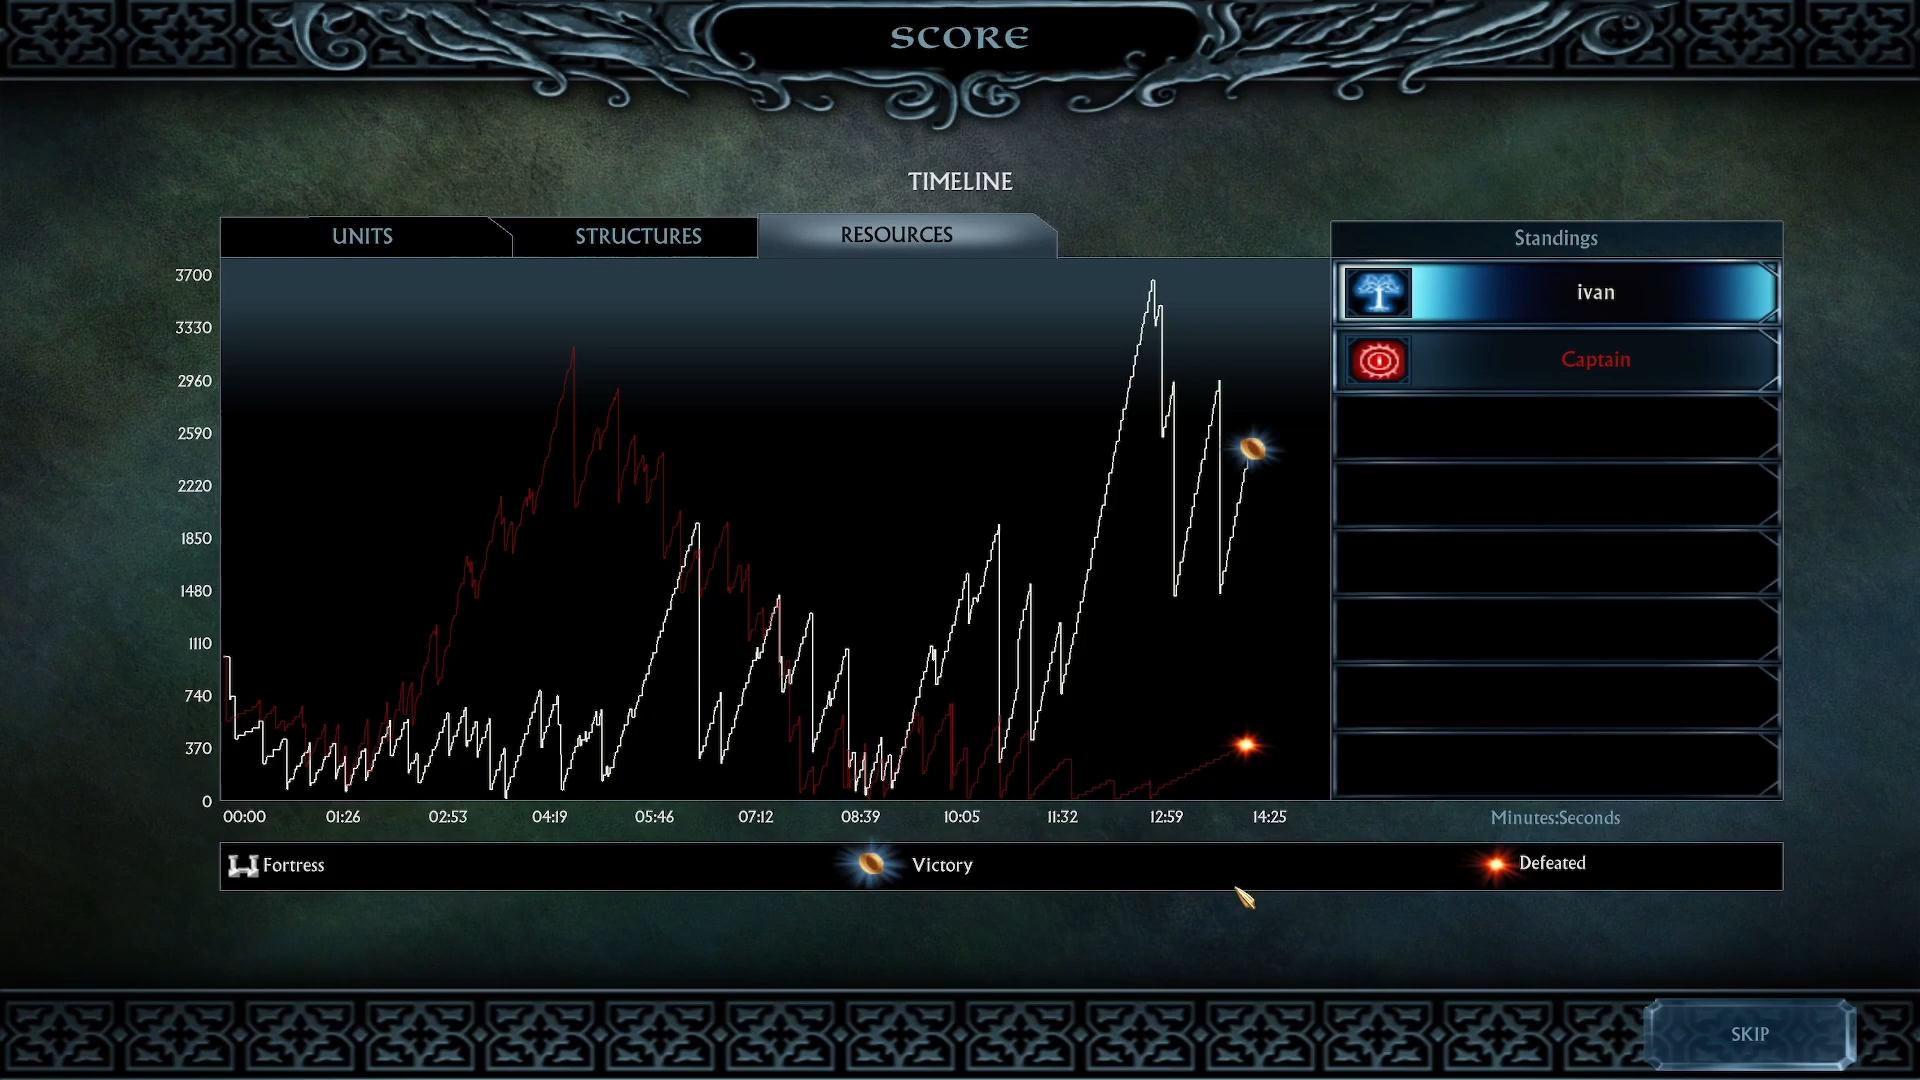 SCORE
TIMELINE
UNITS
STRUCTURES
RESOURCES
Standings
ivan
Captain
3700
3330
2960
2590
2220
1850
1480
1110
740
370
0
00:00 01:26 02:53 04:19 05:46 07:12 08:39 10:05 11:32 12:59 14:25
Minutes:Seconds
Fortress
Victory
Defeated
SKIP